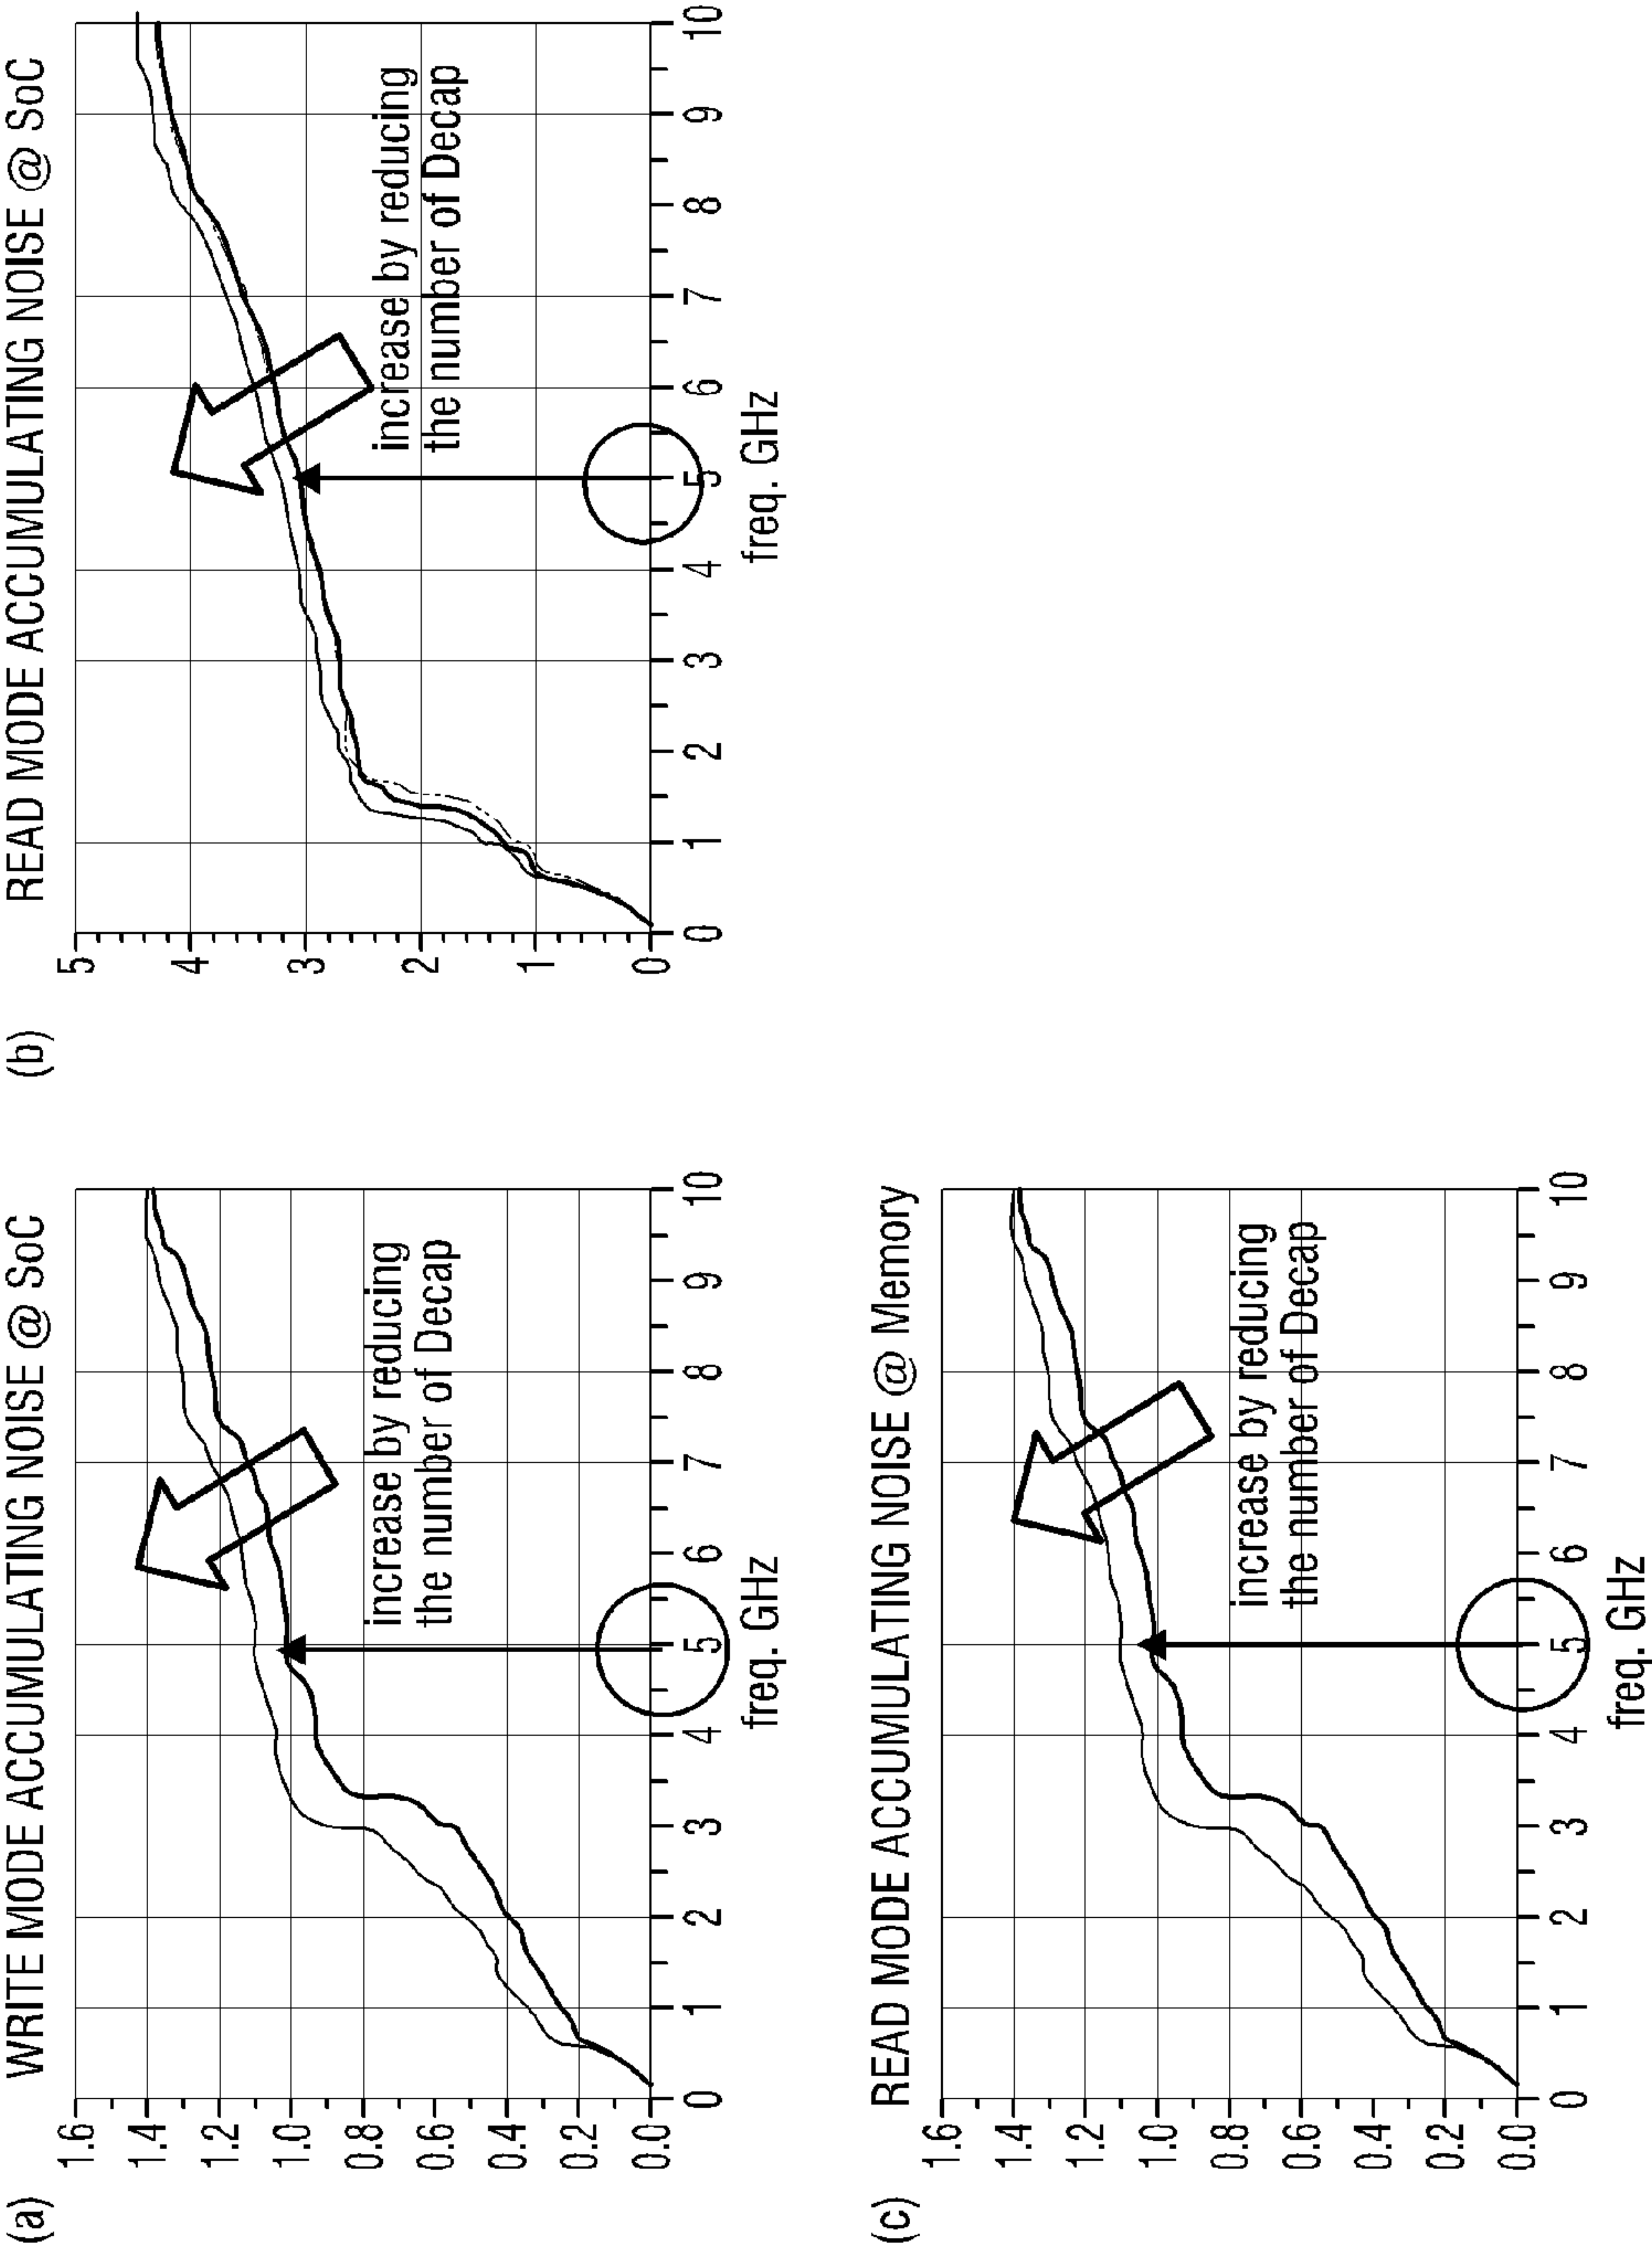 (a)
WRITE MODE ACCUMULATING NOISE @ SoC
1.6
1.4
1.2
1.0
0.8
0.6
0.4
0.2
0.0
increase by reducing
the number of Decap
0 1 2 3 4 5 6 7 8 9 10
freq. GHz
(b)
READ MODE ACCUMULATING NOISE @ SoC
5
4
3
2
1
0
increase by reducing
the number of Decap
0 1 2 3 4 5 6 7 8 9 10
freq. GHz
(c)
READ MODE ACCUMULATING NOISE @ Memory
1.6
1.4
1.2
1.0
0.8
0.6
0.4
0.2
0.0
increase by reducing
the number of Decap
0 1 2 3 4 5 6 7 8 9 10
freq. GHz